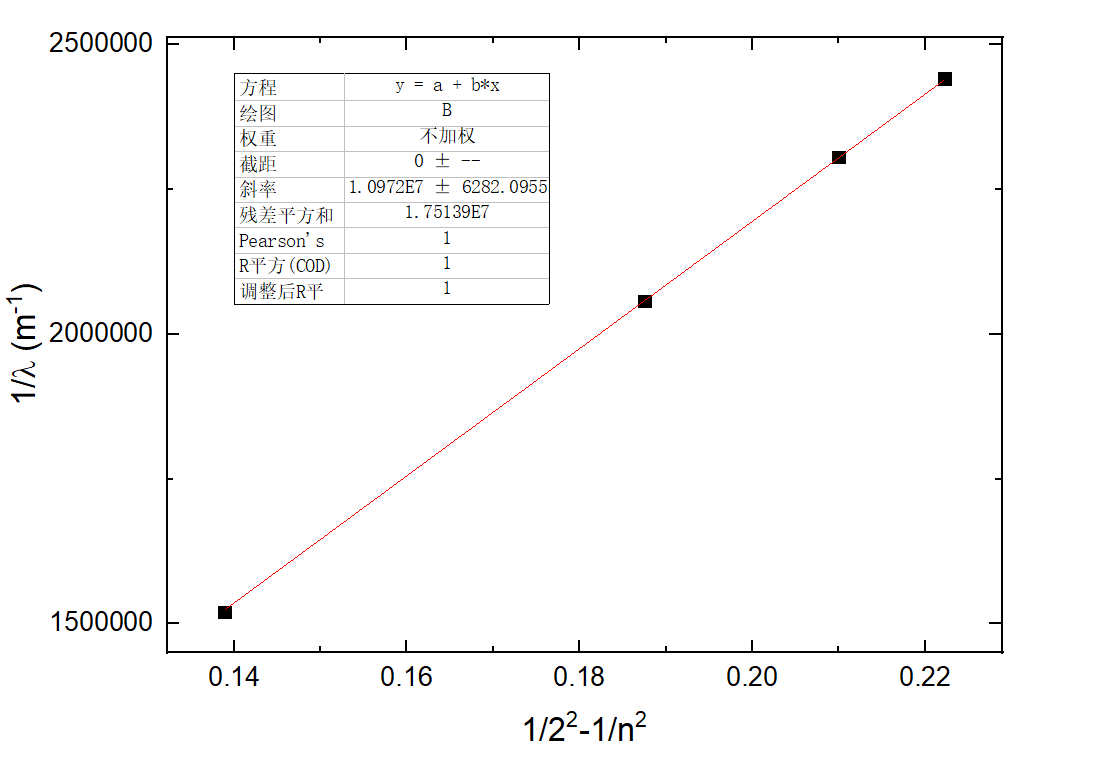 2500000
2000000
1500000
1/λ (m⁻¹)
方程 y = a + b*x
绘图 B
权重 不加权
截距 0 ± --
斜率 1.0972E7 ± 6282.0955
残差平方和 1.75139E7
Pearson's 1
R平方(COD) 1
调整后R平 1
0.14 0.16 0.18 0.20 0.22
1/2²-1/n²